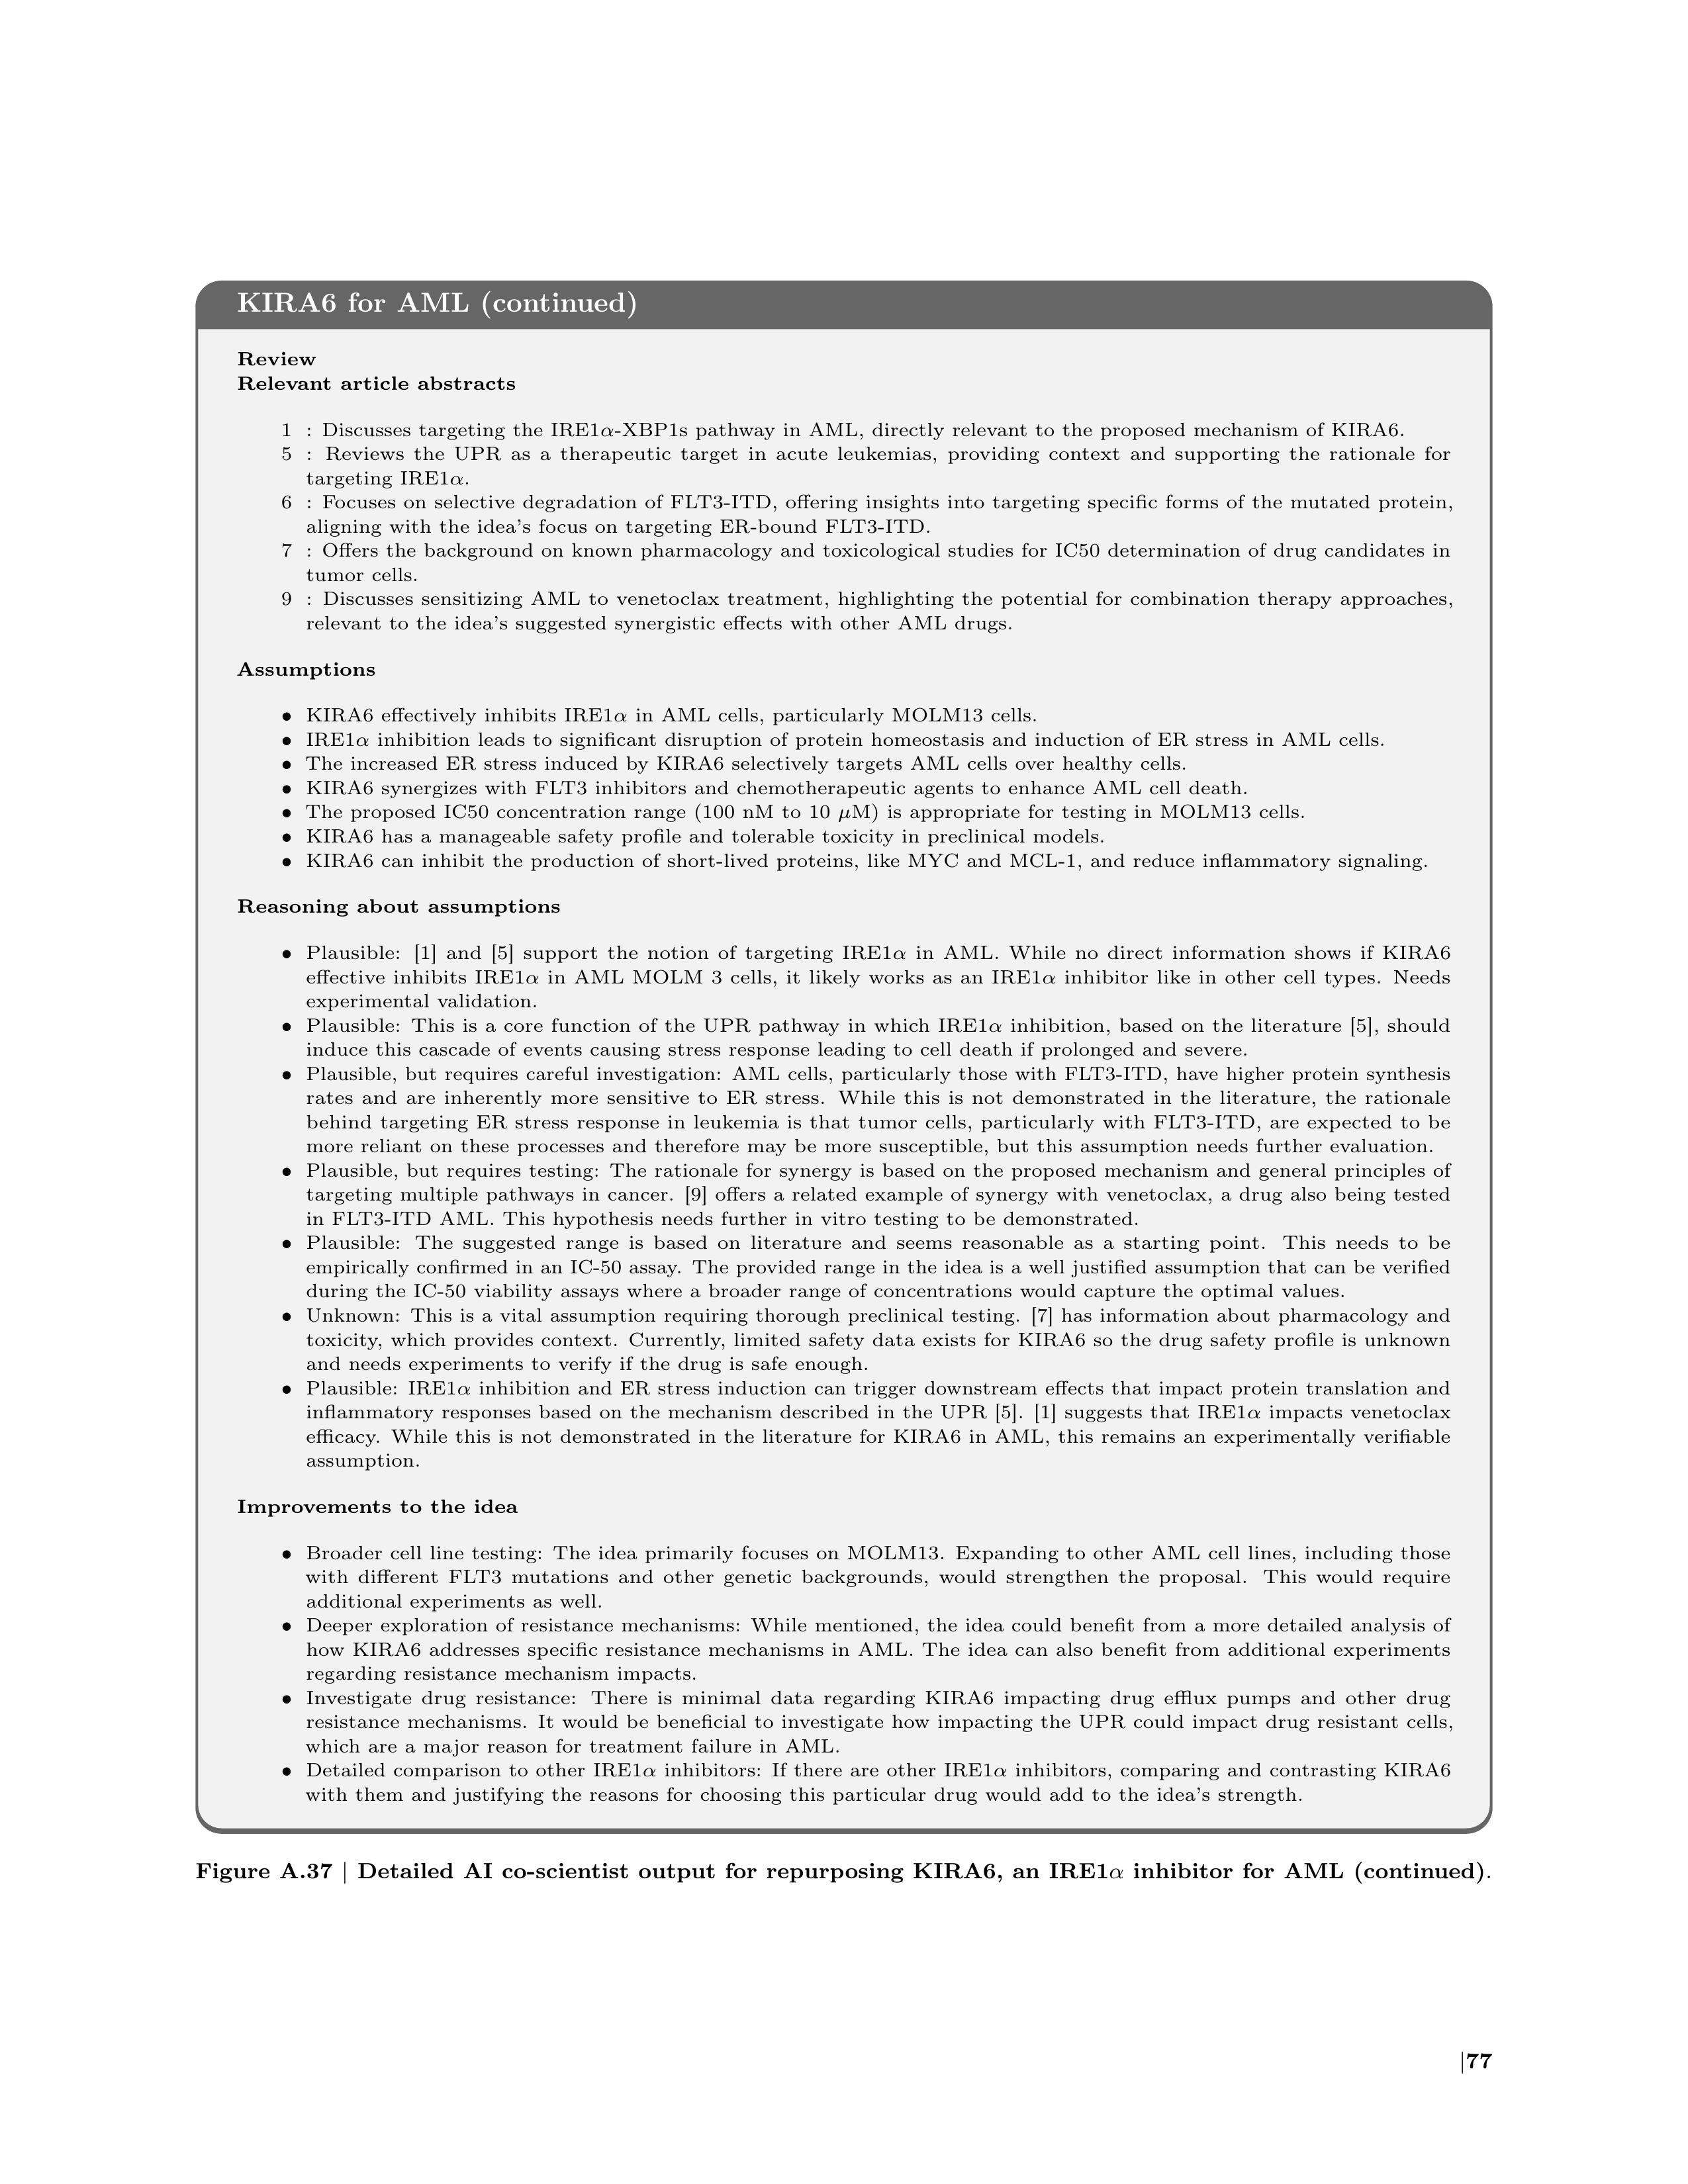 KIRA6 for AML (continued)
Review
Relevant article abstracts
1 : Discusses targeting the IRE1α-XBP1s pathway in AML, directly relevant to the proposed mechanism of KIRA6.
5 : Reviews the UPR as a therapeutic target in acute leukemias, providing context and supporting the rationale for
targeting IRE1α.
6 : Focuses on selective degradation of FLT3-ITD, offering insights into targeting specific forms of the mutated protein,
aligning with the idea's focus on targeting ER-bound FLT3-ITD.
7 : Offers the background on known pharmacology and toxicological studies for IC50 determination of drug candidates in
tumor cells.
9 : Discusses sensitizing AML to venetoclax treatment, highlighting the potential for combination therapy approaches,
relevant to the idea's suggested synergistic effects with other AML drugs.
Assumptions
• KIRA6 effectively inhibits IRE1α in AML cells, particularly MOLM13 cells.
• IRE1α inhibition leads to significant disruption of protein homeostasis and induction of ER stress in AML cells.
• The increased ER stress induced by KIRA6 selectively targets AML cells over healthy cells.
• KIRA6 synergizes with FLT3 inhibitors and chemotherapeutic agents to enhance AML cell death.
• The proposed IC50 concentration range (100 nM to 10 μM) is appropriate for testing in MOLM13 cells.
• KIRA6 has a manageable safety profile and tolerable toxicity in preclinical models.
• KIRA6 can inhibit the production of short-lived proteins, like MYC and MCL-1, and reduce inflammatory signaling.
Reasoning about assumptions
• Plausible: [1] and [5] support the notion of targeting IRE1α in AML. While no direct information shows if KIRA6
effective inhibits IRE1α in AML MOLM 3 cells, it likely works as an IRE1α inhibitor like in other cell types. Needs
experimental validation.
• Plausible: This is a core function of the UPR pathway in which IRE1α inhibition, based on the literature [5], should
induce this cascade of events causing stress response leading to cell death if prolonged and severe.
• Plausible, but requires careful investigation: AML cells, particularly those with FLT3-ITD, have higher protein synthesis
rates and are inherently more sensitive to ER stress. While this is not demonstrated in the literature, the rationale
behind targeting ER stress response in leukemia is that tumor cells, particularly with FLT3-ITD, are expected to be
more reliant on these processes and therefore may be more susceptible, but this assumption needs further evaluation.
• Plausible, but requires testing: The rationale for synergy is based on the proposed mechanism and general principles of
targeting multiple pathways in cancer. [9] offers a related example of synergy with venetoclax, a drug also being tested
in FLT3-ITD AML. This hypothesis needs further in vitro testing to be demonstrated.
• Plausible: The suggested range is based on literature and seems reasonable as a starting point. This needs to be
empirically confirmed in an IC-50 assay. The provided range in the idea is a well justified assumption that can be verified
during the IC-50 viability assays where a broader range of concentrations would capture the optimal values.
• Unknown: This is a vital assumption requiring thorough preclinical testing. [7] has information about pharmacology and
toxicity, which provides context. Currently, limited safety data exists for KIRA6 so the drug safety profile is unknown
and needs experiments to verify if the drug is safe enough.
• Plausible: IRE1α inhibition and ER stress induction can trigger downstream effects that impact protein translation and
inflammatory responses based on the mechanism described in the UPR [5]. [1] suggests that IRE1α impacts venetoclax
efficacy. While this is not demonstrated in the literature for KIRA6 in AML, this remains an experimentally verifiable
assumption.
Improvements to the idea
• Broader cell line testing: The idea primarily focuses on MOLM13. Expanding to other AML cell lines, including those
with different FLT3 mutations and other genetic backgrounds, would strengthen the proposal. This would require
additional experiments as well.
• Deeper exploration of resistance mechanisms: While mentioned, the idea could benefit from a more detailed analysis of
how KIRA6 addresses specific resistance mechanisms in AML. The idea can also benefit from additional experiments
regarding resistance mechanism impacts.
• Investigate drug resistance: There is minimal data regarding KIRA6 impacting drug efflux pumps and other drug
resistance mechanisms. It would be beneficial to investigate how impacting the UPR could impact drug resistant cells,
which are a major reason for treatment failure in AML.
• Detailed comparison to other IRE1α inhibitors: If there are other IRE1α inhibitors, comparing and contrasting KIRA6
with them and justifying the reasons for choosing this particular drug would add to the idea's strength.
Figure A.37 | Detailed AI co-scientist output for repurposing KIRA6, an IRE1α inhibitor for AML (continued).
|77